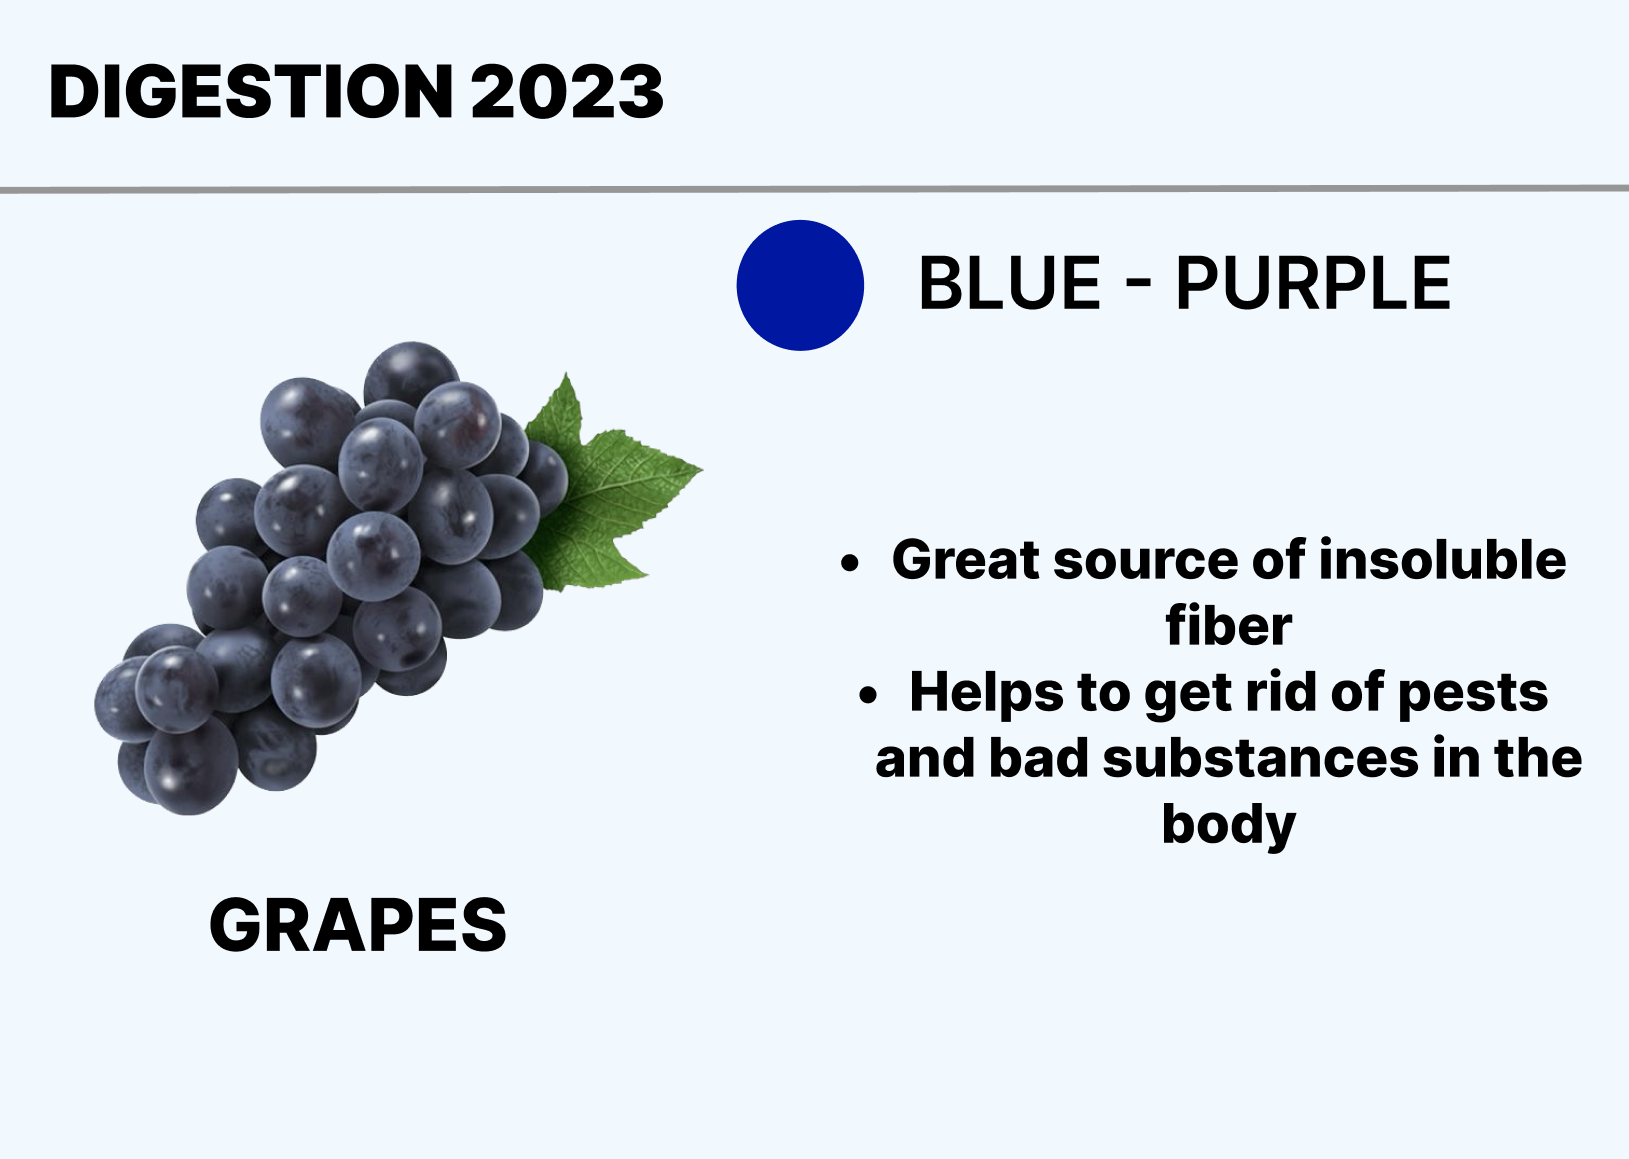 DIGESTION 2023
BLUE - PURPLE
• Great source of insoluble
fiber
• Helps to get rid of pests
and bad substances in the
body
GRAPES